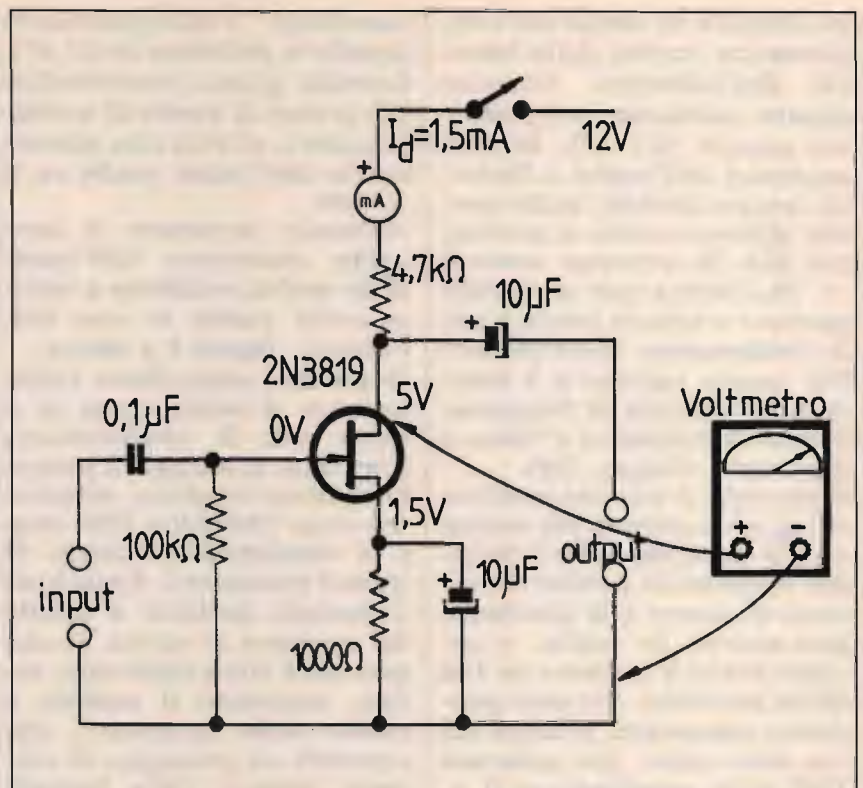 I_d=1,5mA
12V
+
mA
4,7kΩ
10µF
+
2N3819
5V
0,1µF
0V
Voltmetro
1,5V
+
-
100kΩ
output
+
10µF
input
1000Ω